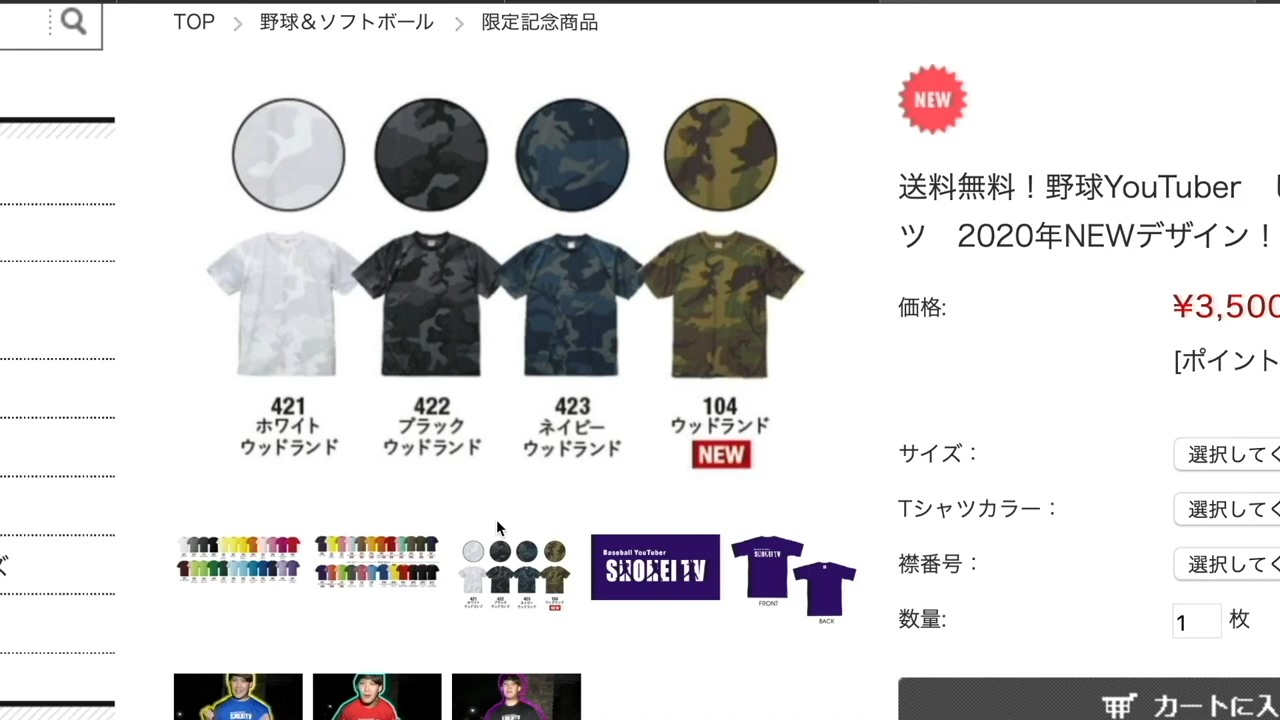 TOP > 野球＆ソフトボール > 限定記念商品
NEW
送料無料！野球YouTuber
ツ　2020年NEWデザイン！
価格:
¥3,500
[ポイント
サイズ：
選択してく
Tシャツカラー：
選択してく
襟番号：
選択してく
数量:
1 枚
カートに入
421
ホワイト
ウッドランド
422
ブラック
ウッドランド
423
ネイビー
ウッドランド
104
ウッドランド
NEW
Baseball YouTuber
SHOHEI TV
FRONT
BACK
ズ